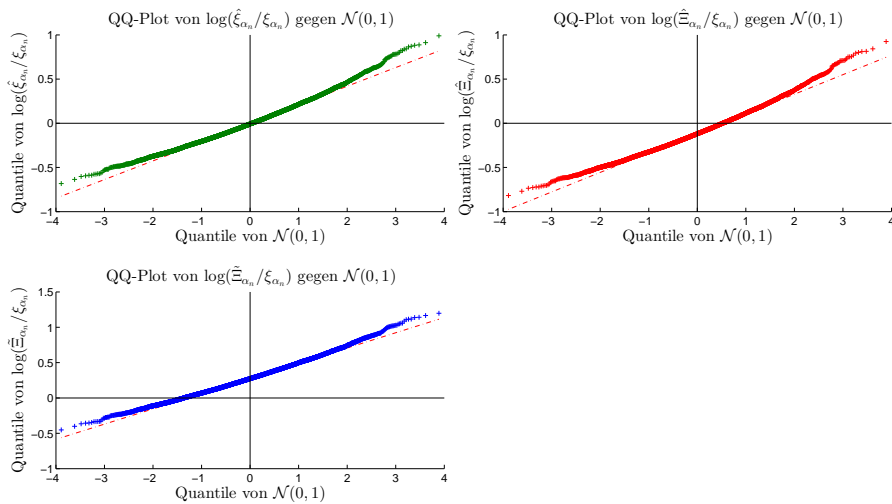 QQ-Plot von log(ξ̂_{α_n}/ξ_{α_n}) gegen 𝒩(0, 1)
Quantile von log(ξ̂_{α_n}/ξ_{α_n})
1
0.5
0
−0.5
−1
−4 −3 −2 −1 0 1 2 3 4
Quantile von 𝒩(0, 1)
QQ-Plot von log(Ξ̂_{α_n}/ξ_{α_n}) gegen 𝒩(0, 1)
Quantile von log(Ξ̂_{α_n}/ξ_{α_n})
1
0.5
0
−0.5
−1
−4 −3 −2 −1 0 1 2 3 4
Quantile von 𝒩(0, 1)
QQ-Plot von log(Ξ̃_{α_n}/ξ_{α_n}) gegen 𝒩(0, 1)
Quantile von log(Ξ̃_{α_n}/ξ_{α_n})
1.5
1
0.5
0
−0.5
−1
−4 −3 −2 −1 0 1 2 3 4
Quantile von 𝒩(0, 1)